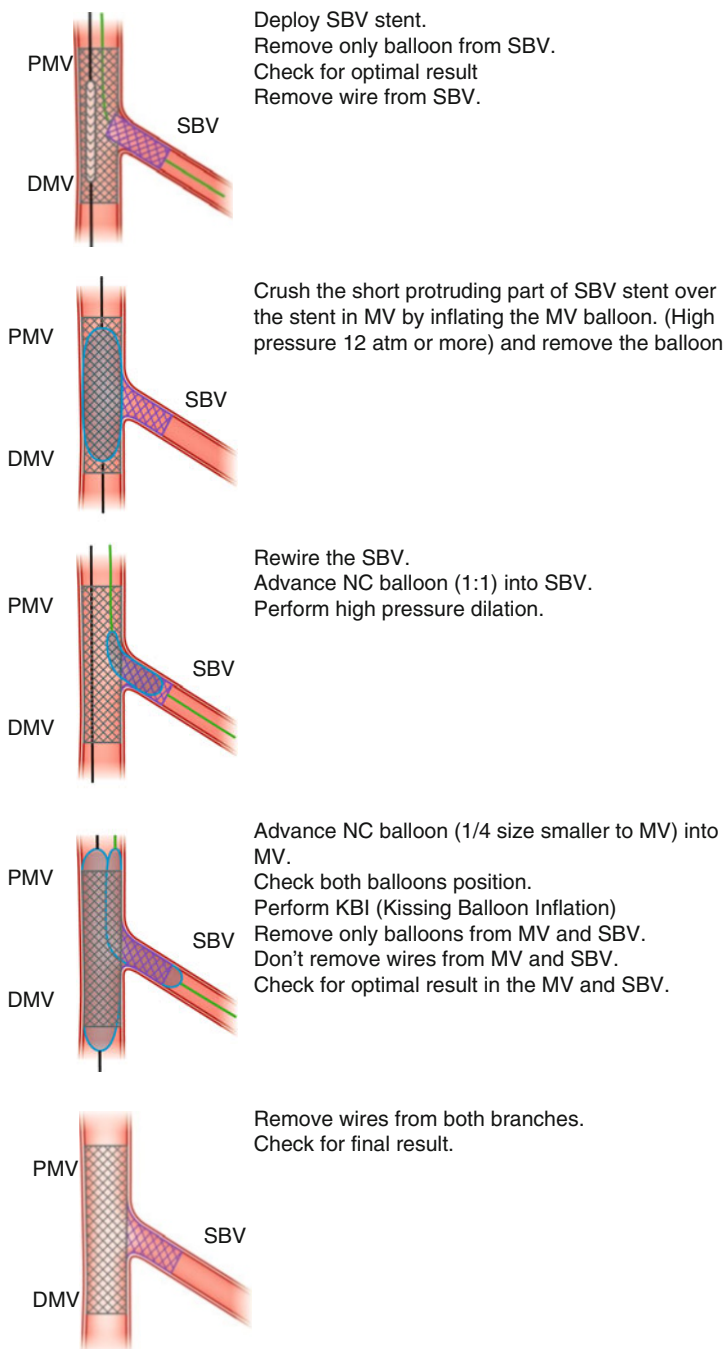 Deploy SBV stent.
Remove only balloon from SBV.
Check for optimal result
Remove wire from SBV.
PMV
SBV
DMV
Crush the short protruding part of SBV stent over
the stent in MV by inflating the MV balloon. (High
pressure 12 atm or more) and remove the balloon
PMV
SBV
DMV
Rewire the SBV.
Advance NC balloon (1:1) into SBV.
Perform high pressure dilation.
PMV
SBV
DMV
Advance NC balloon (1/4 size smaller to MV) into
MV.
Check both balloons position.
Perform KBI (Kissing Balloon Inflation)
Remove only balloons from MV and SBV.
Don't remove wires from MV and SBV.
Check for optimal result in the MV and SBV.
PMV
SBV
DMV
Remove wires from both branches.
Check for final result.
PMV
SBV
DMV